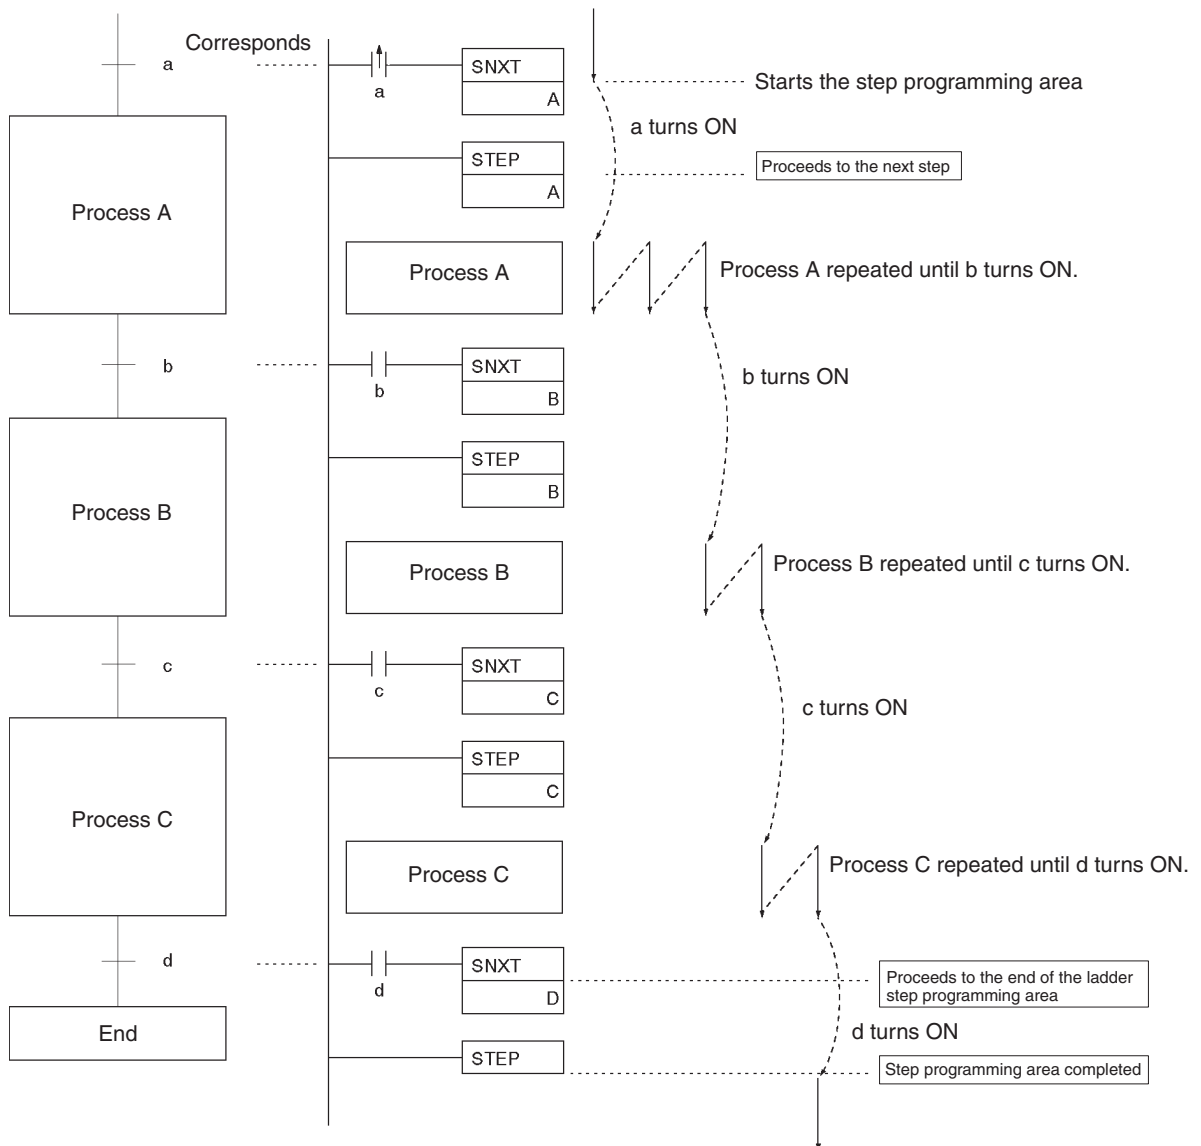 Corresponds
a
SNXT
a
A
Starts the step programming area
a turns ON
STEP
A
Proceeds to the next step
Process A
Process A
Process A repeated until b turns ON.
b
SNXT
b
B
b turns ON
STEP
B
Process B
Process B
Process B repeated until c turns ON.
c
SNXT
c
C
c turns ON
STEP
C
Process C
Process C
Process C repeated until d turns ON.
d
SNXT
d
D
Proceeds to the end of the ladder
step programming area
End
d turns ON
STEP
Step programming area completed